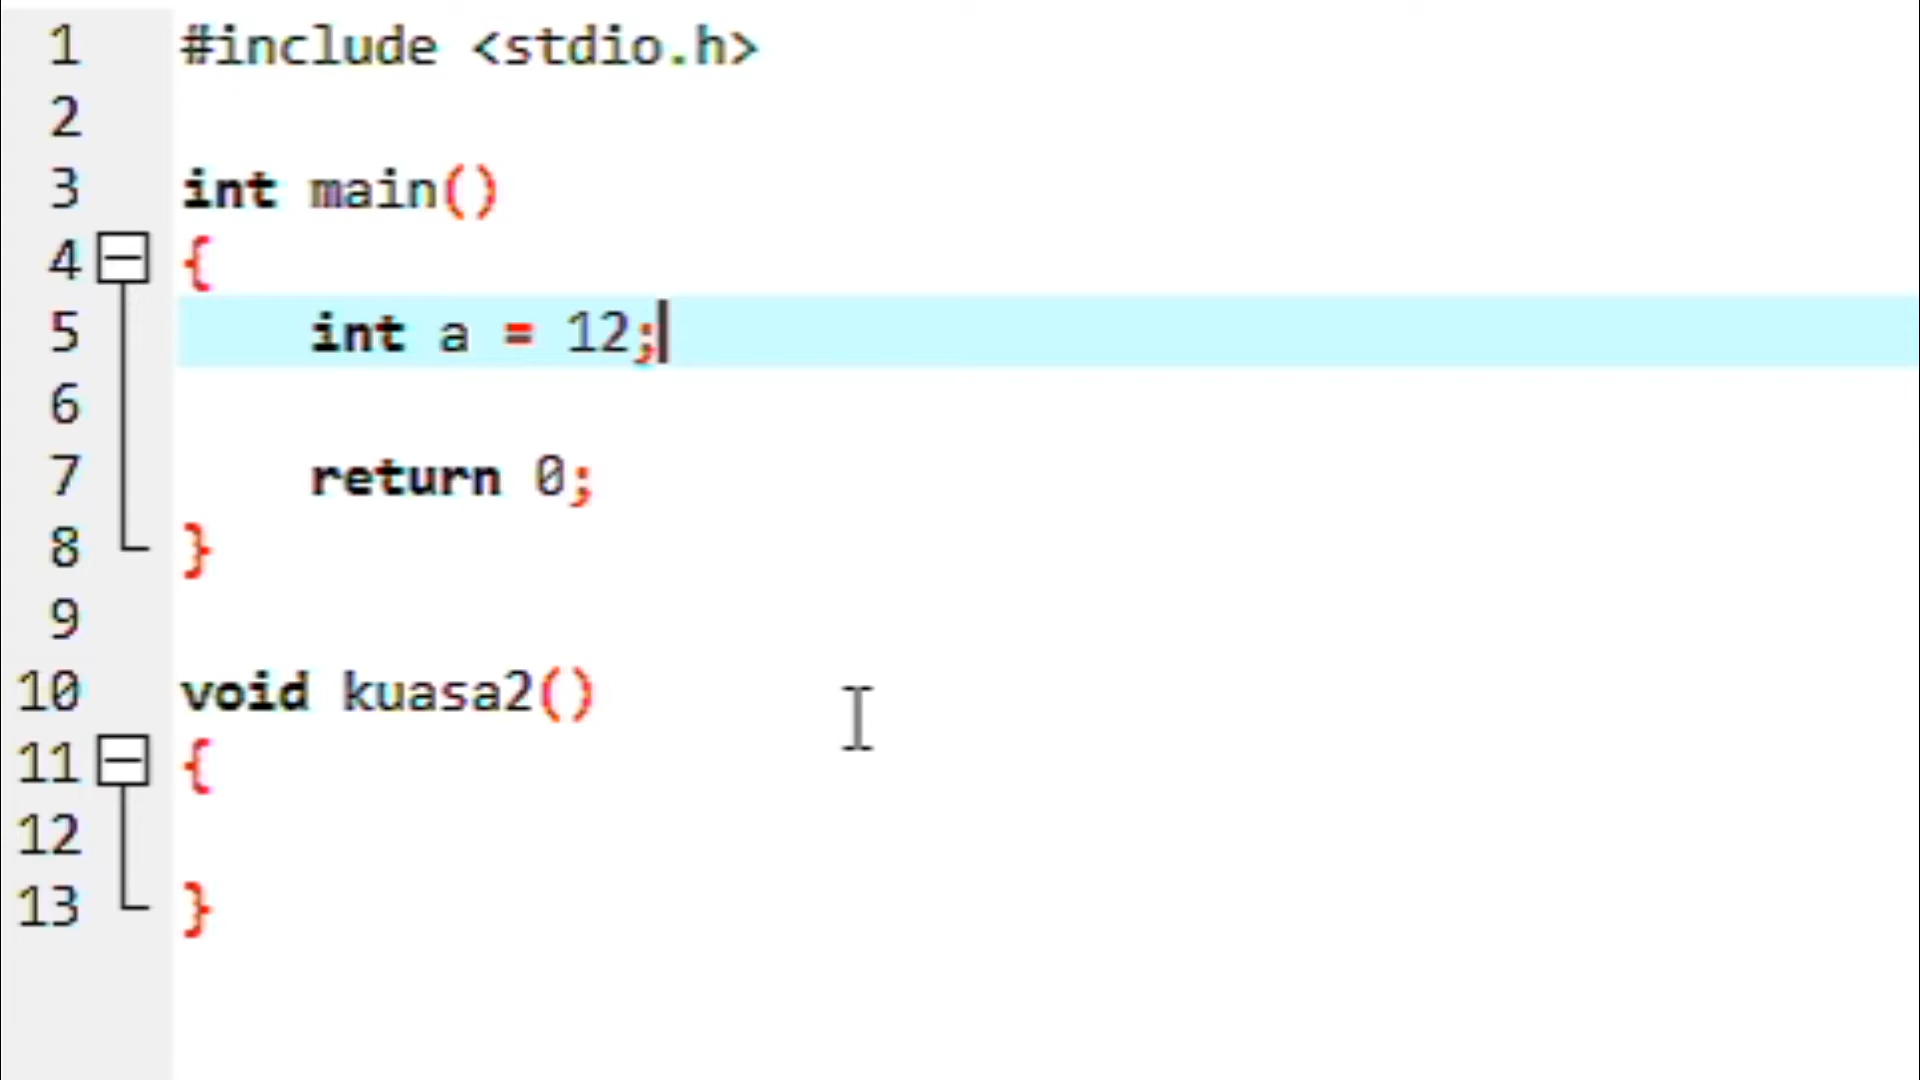 1 #include <stdio.h>
2
3 int main()
4 {
5     int a = 12;
6
7     return 0;
8 }
9
10 void kuasa2()
11 {
12
13 }